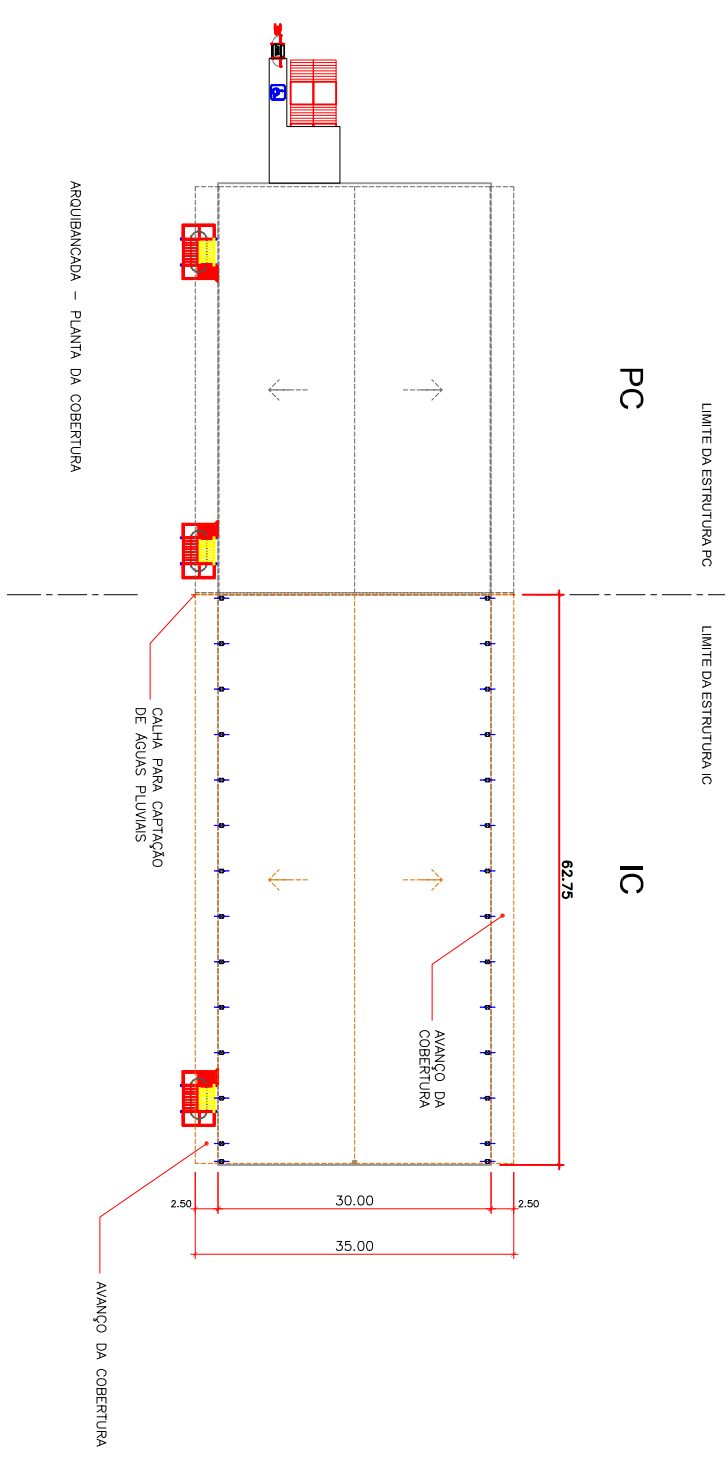 LIMITE DA ESTRUTURA PC
LIMITE DA ESTRUTURA IC
PC
IC
62.75
AVANÇO DA
COBERTURA
CALHA PARA CAPTAÇÃO
DE ÁGUAS PLUVIAIS
2.50
30.00
2.50
35.00
ARQUIBANCADA - PLANTA DA COBERTURA
AVANÇO DA COBERTURA